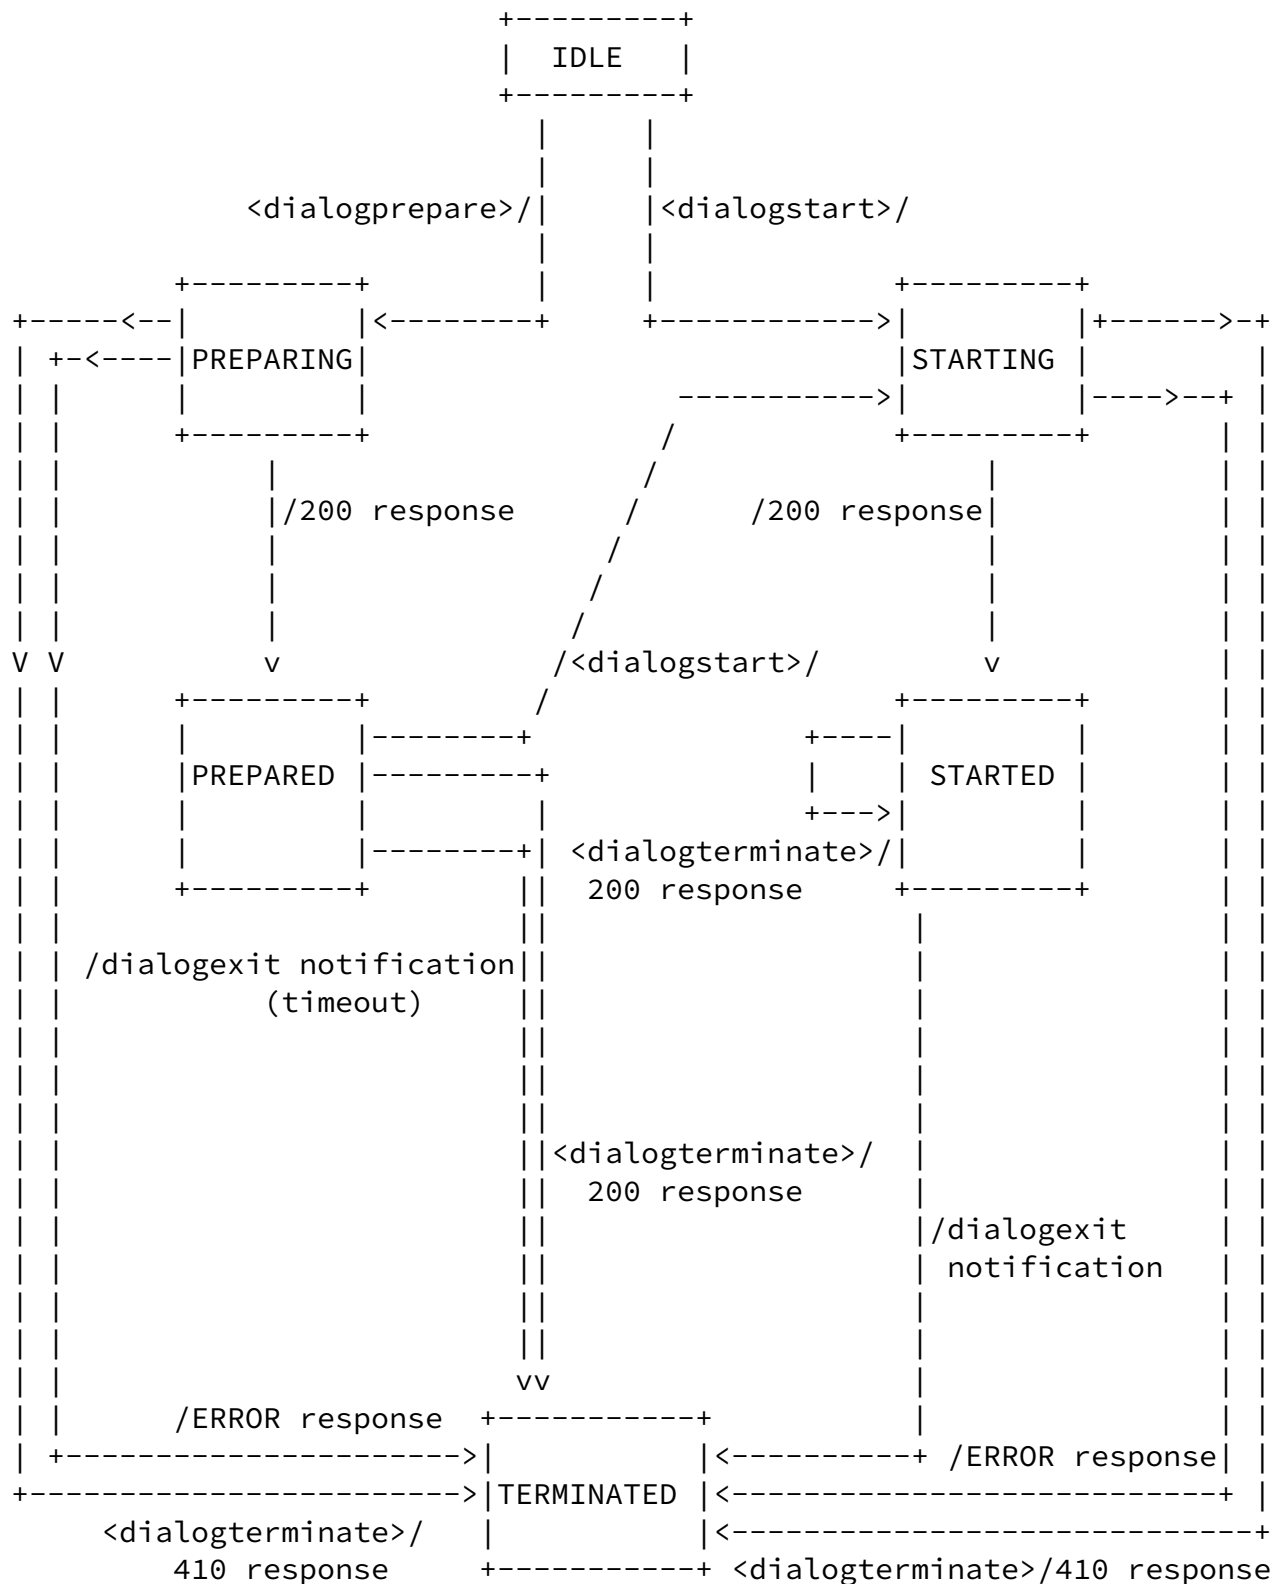 IDLE
<dialogprepare>/ <dialogstart>/
PREPARING STARTING
/200 response /200 response
/<dialogstart>/
PREPARED STARTED
<dialogterminate>/
200 response
/dialogexit notification
(timeout)
<dialogterminate>/
200 response
/dialogexit
notification
/ERROR response
/ERROR response
TERMINATED
<dialogterminate>/
410 response <dialogterminate>/410 response